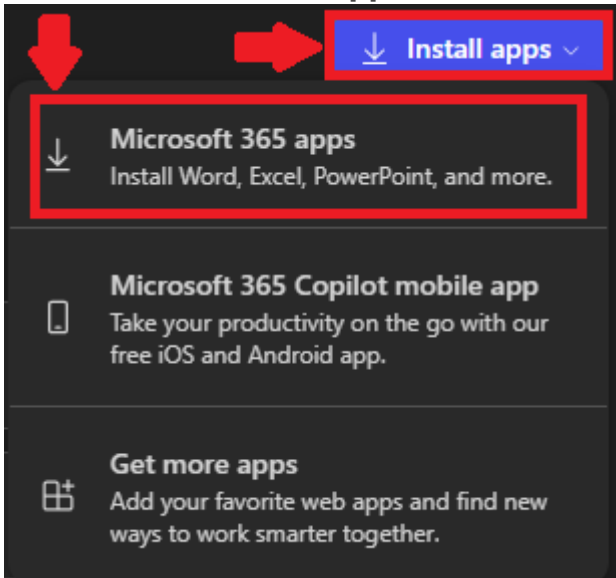 Install apps
Microsoft 365 apps
Install Word, Excel, PowerPoint, and more.
Microsoft 365 Copilot mobile app
Take your productivity on the go with our
free iOS and Android app.
Get more apps
Add your favorite web apps and find new
ways to work smarter together.